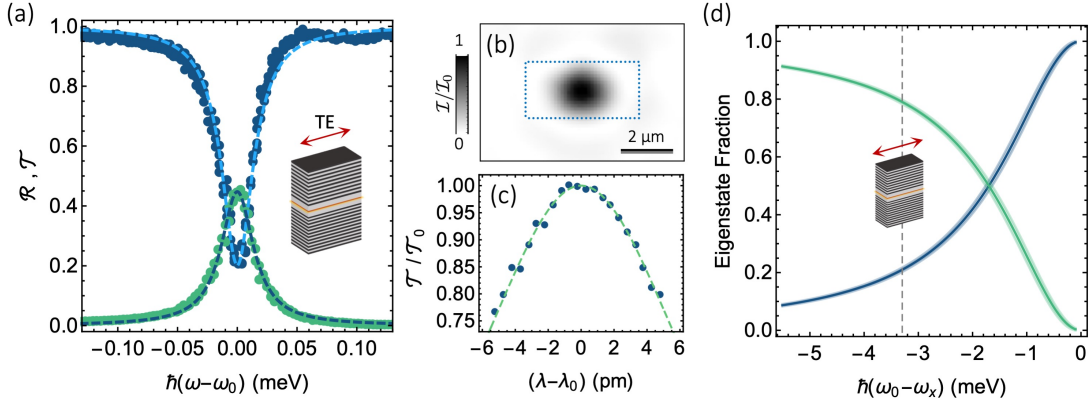 (a)
1.0
0.8
0.6
0.4
0.2
0.0
ℛ , 𝒯
TE
−0.10
−0.05
0.00
0.05
0.10
ℏ(ω−ω₀) (meV)
(b)
1
0
ℐ/ℐ₀
2 μm
(c)
1.00
0.95
0.90
0.85
0.80
0.75
𝒯 / 𝒯₀
−6
−4
−2
0
2
4
6
(λ−λ₀) (pm)
(d)
1.0
0.8
0.6
0.4
0.2
0.0
Eigenstate Fraction
−5
−4
−3
−2
−1
0
ℏ(ω₀−ωₓ) (meV)